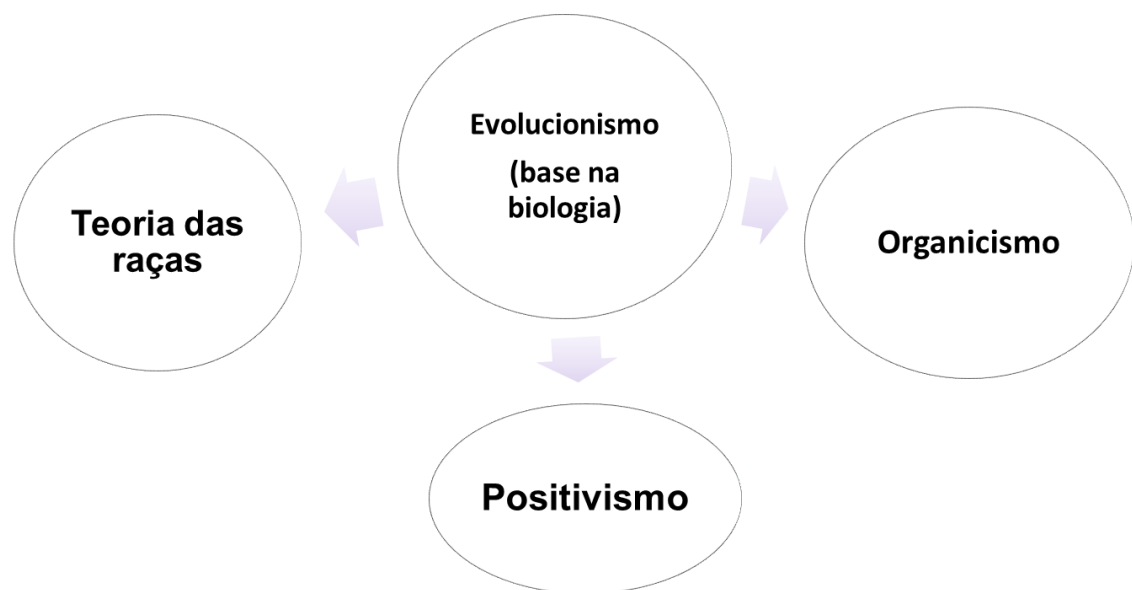 Evolucionismo
(base na
biologia)
Teoria das
raças
Organicismo
Positivismo